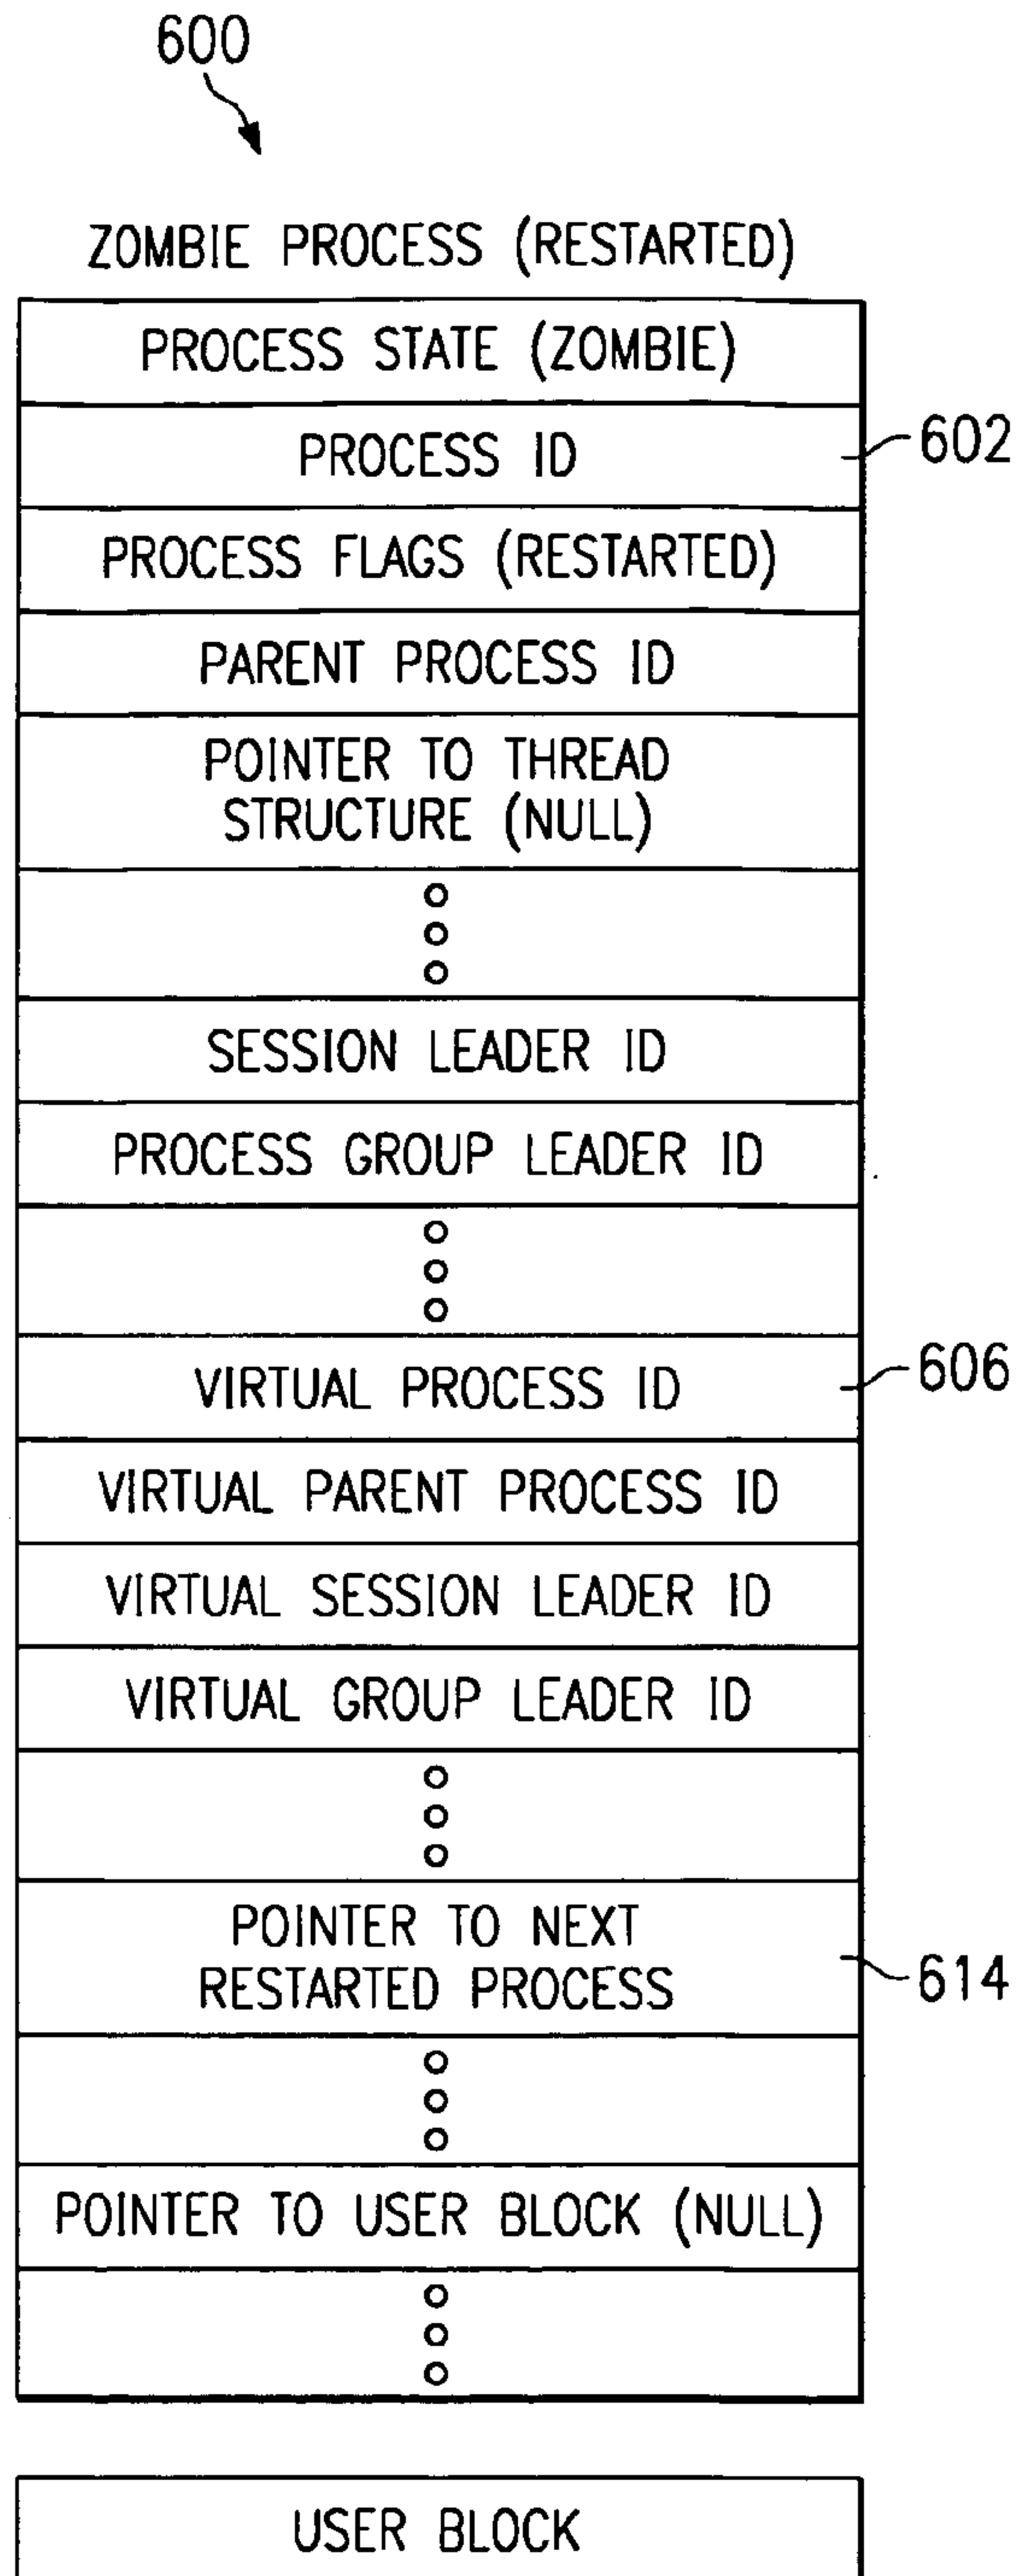 600
ZOMBIE PROCESS (RESTARTED)
PROCESS STATE (ZOMBIE)
PROCESS ID
602
PROCESS FLAGS (RESTARTED)
PARENT PROCESS ID
POINTER TO THREAD
STRUCTURE (NULL)
SESSION LEADER ID
PROCESS GROUP LEADER ID
VIRTUAL PROCESS ID
606
VIRTUAL PARENT PROCESS ID
VIRTUAL SESSION LEADER ID
VIRTUAL GROUP LEADER ID
POINTER TO NEXT
RESTARTED PROCESS
614
POINTER TO USER BLOCK (NULL)
USER BLOCK